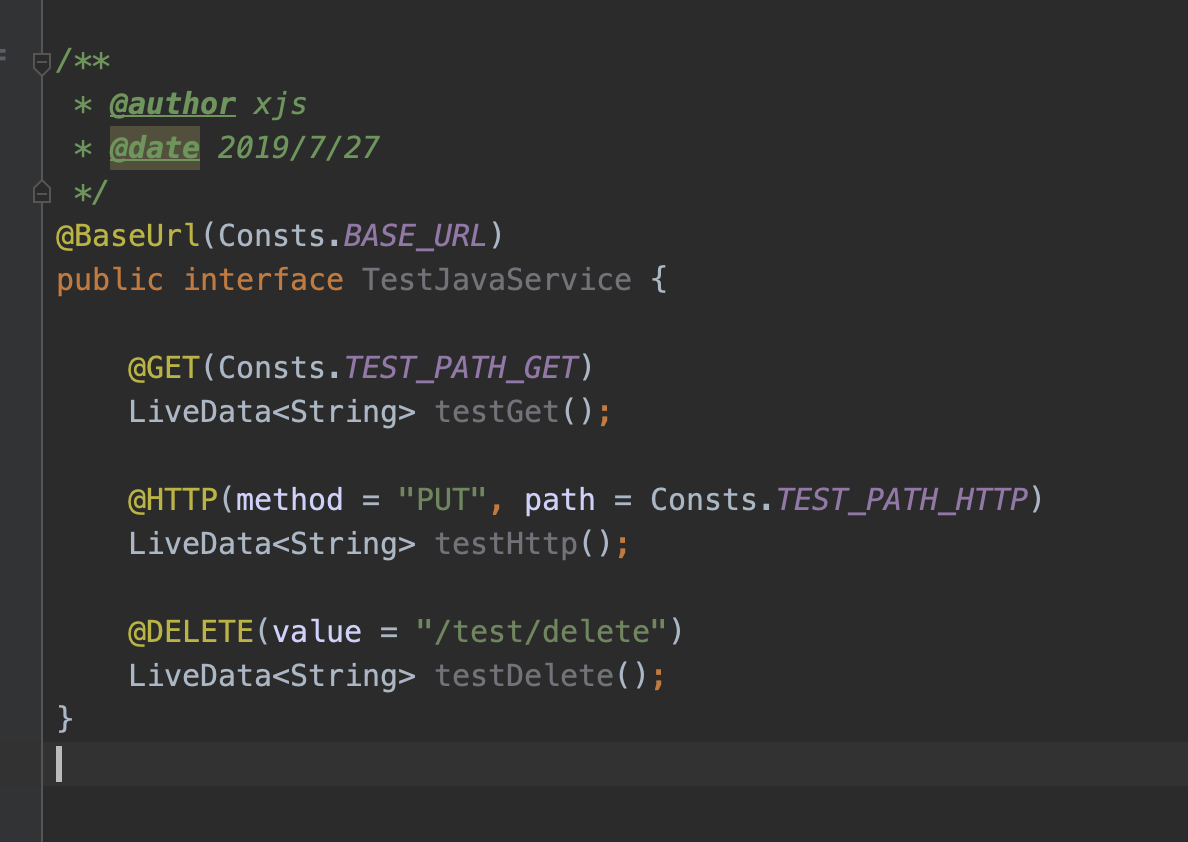 /**
 * @author xjs
 * @date 2019/7/27
 */
@BaseUrl(Consts.BASE_URL)
public interface TestJavaService {
    @GET(Consts.TEST_PATH_GET)
    LiveData<String> testGet();
    @HTTP(method = "PUT", path = Consts.TEST_PATH_HTTP)
    LiveData<String> testHttp();
    @DELETE(value = "/test/delete")
    LiveData<String> testDelete();
}